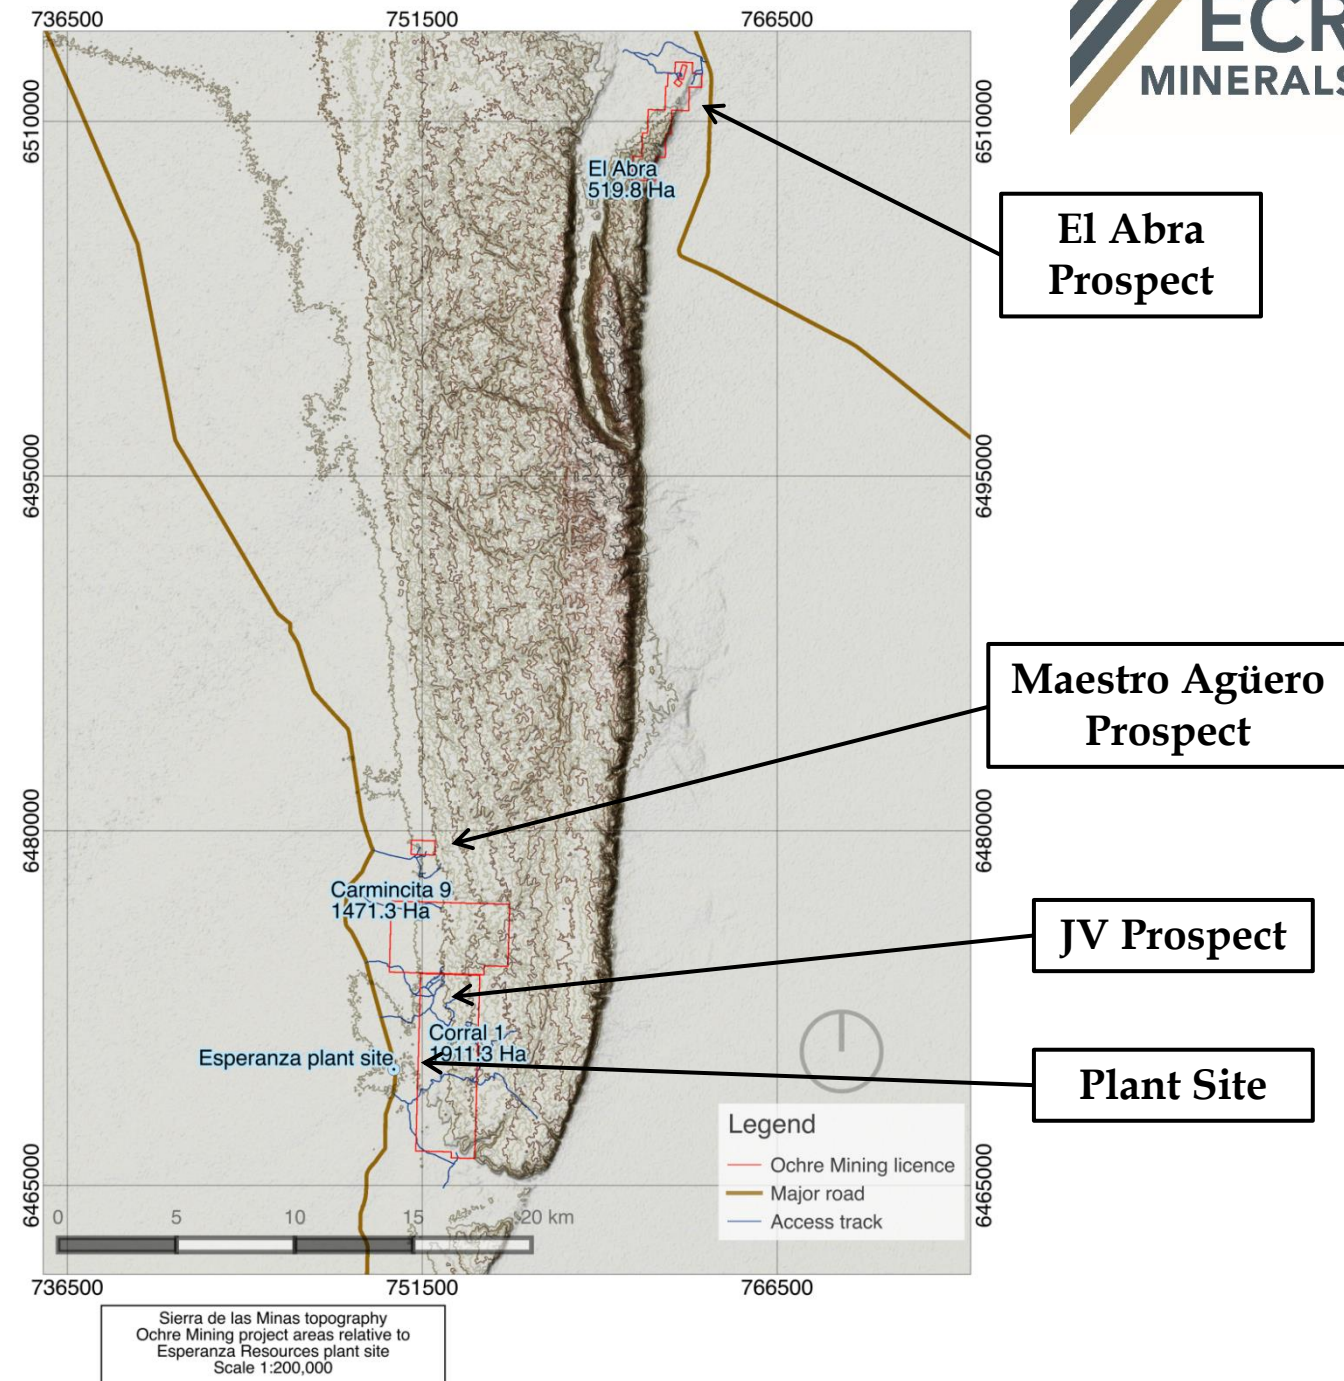 736500 751500 766500
ECR
MINERALS
6510000 6510000
El Abra
519.8 Ha
El Abra
Prospect
6495000 6495000
Maestro Agüero
Prospect
6480000 6480000
Carmincita 9
1471.3 Ha
JV Prospect
Corral 1
1911.3 Ha
Esperanza plant site
Plant Site
Legend
Ochre Mining licence
Major road
Access track
6465000 6465000
0 5 10 15 20 km
736500 751500 766500
Sierra de las Minas topography
Ochre Mining project areas relative to
Esperanza Resources plant site
Scale 1:200,000